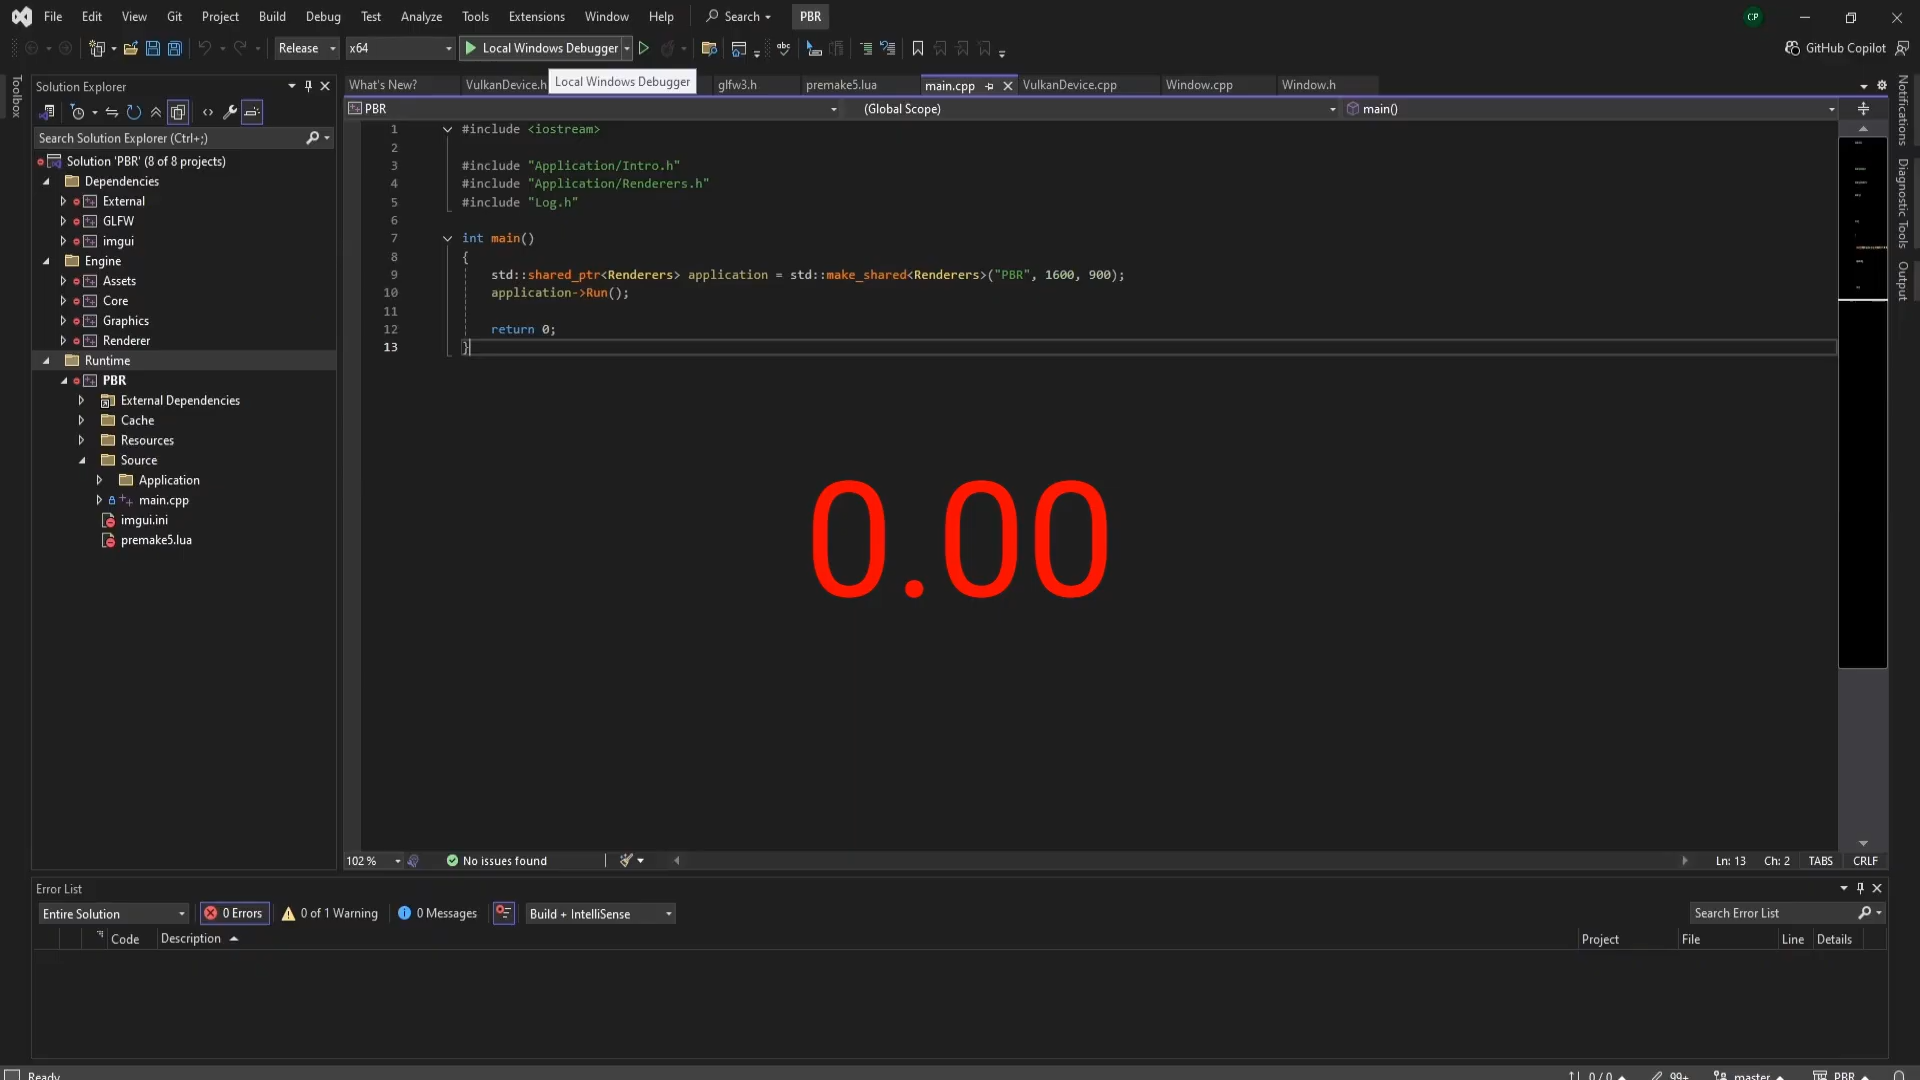 File Edit View Git Project Build Debug Test Analyze Tools Extensions Window Help Search PBR CP
Release x64 Local Windows Debugger GitHub Copilot
Toolbox
Solution Explorer
Search Solution Explorer (Ctrl+;)
Solution 'PBR' (8 of 8 projects)
Dependencies
External
GLFW
imgui
Engine
Assets
Core
Graphics
Renderer
Runtime
PBR
External Dependencies
Cache
Resources
Source
Application
main.cpp
imgui.ini
premake5.lua
What's New? VulkanDevice.h glfw3.h premake5.lua main.cpp VulkanDevice.cpp Window.cpp Window.h
Local Windows Debugger
PBR (Global Scope) main()
1 #include <iostream>
2
3 #include "Application/Intro.h"
4 #include "Application/Renderers.h"
5 #include "Log.h"
6
7 int main()
8 {
9 std::shared_ptr<Renderers> application = std::make_shared<Renderers>("PBR", 1600, 900);
10 application->Run();
11
12 return 0;
13 }
0.00
102 % No issues found Ln: 13 Ch: 2 TABS CRLF
Notifications
Diagnostic Tools
Output
Error List
Entire Solution 0 Errors 0 of 1 Warning 0 Messages Build + IntelliSense Search Error List
Code Description Project File Line Details
Ready 0 / 0 99+ master PBR